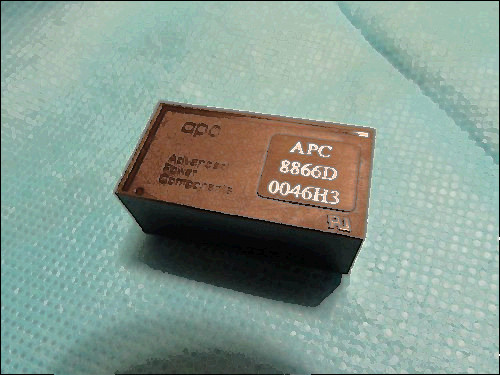 apc
Advanced
Power
Components
APC
8866D
0046H3